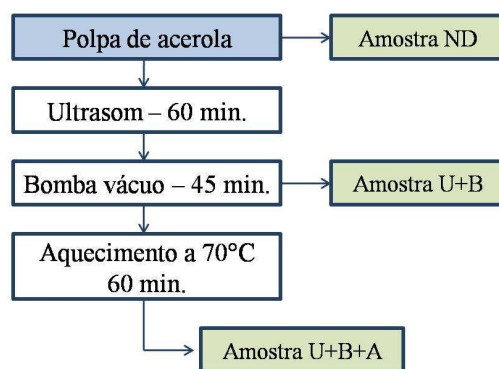 Polpa de acerola
Amostra ND
Ultrasom – 60 min.
Bomba vácuo – 45 min.
Amostra U+B
Aquecimento a 70°C
60 min.
Amostra U+B+A